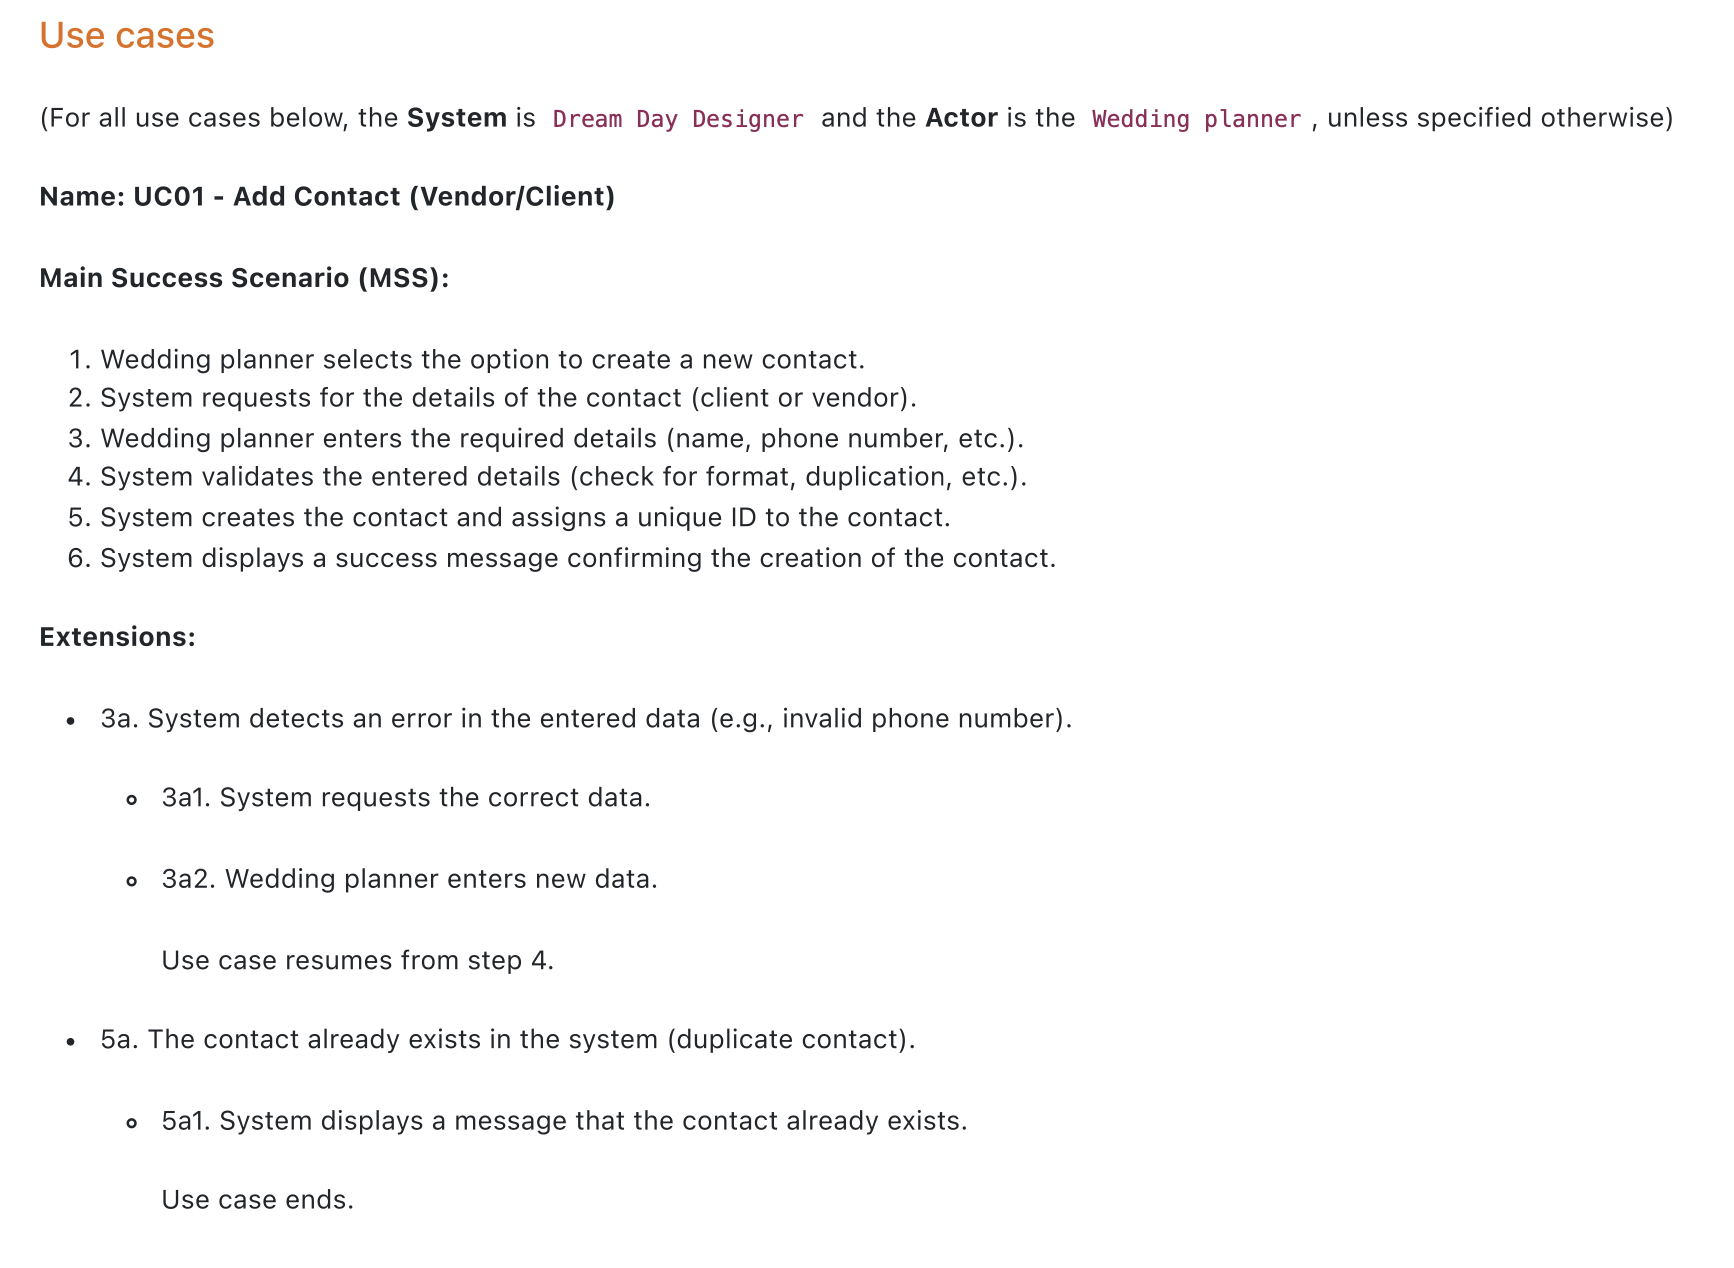 Use cases
(For all use cases below, the System is Dream Day Designer and the Actor is the Wedding planner , unless specified otherwise)
Name: UC01 - Add Contact (Vendor/Client)
Main Success Scenario (MSS):
1. Wedding planner selects the option to create a new contact.
2. System requests for the details of the contact (client or vendor).
3. Wedding planner enters the required details (name, phone number, etc.).
4. System validates the entered details (check for format, duplication, etc.).
5. System creates the contact and assigns a unique ID to the contact.
6. System displays a success message confirming the creation of the contact.
Extensions:
• 3a. System detects an error in the entered data (e.g., invalid phone number).
◦ 3a1. System requests the correct data.
◦ 3a2. Wedding planner enters new data.
Use case resumes from step 4.
• 5a. The contact already exists in the system (duplicate contact).
◦ 5a1. System displays a message that the contact already exists.
Use case ends.